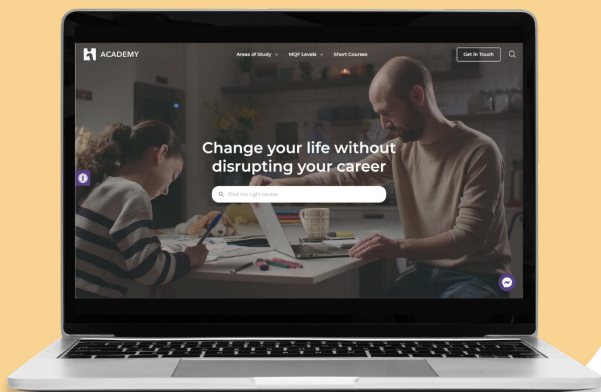 ACADEMY
Areas of Study
MQF Levels
Short Courses
Get in Touch
Change your life without
disrupting your career
Find the right course